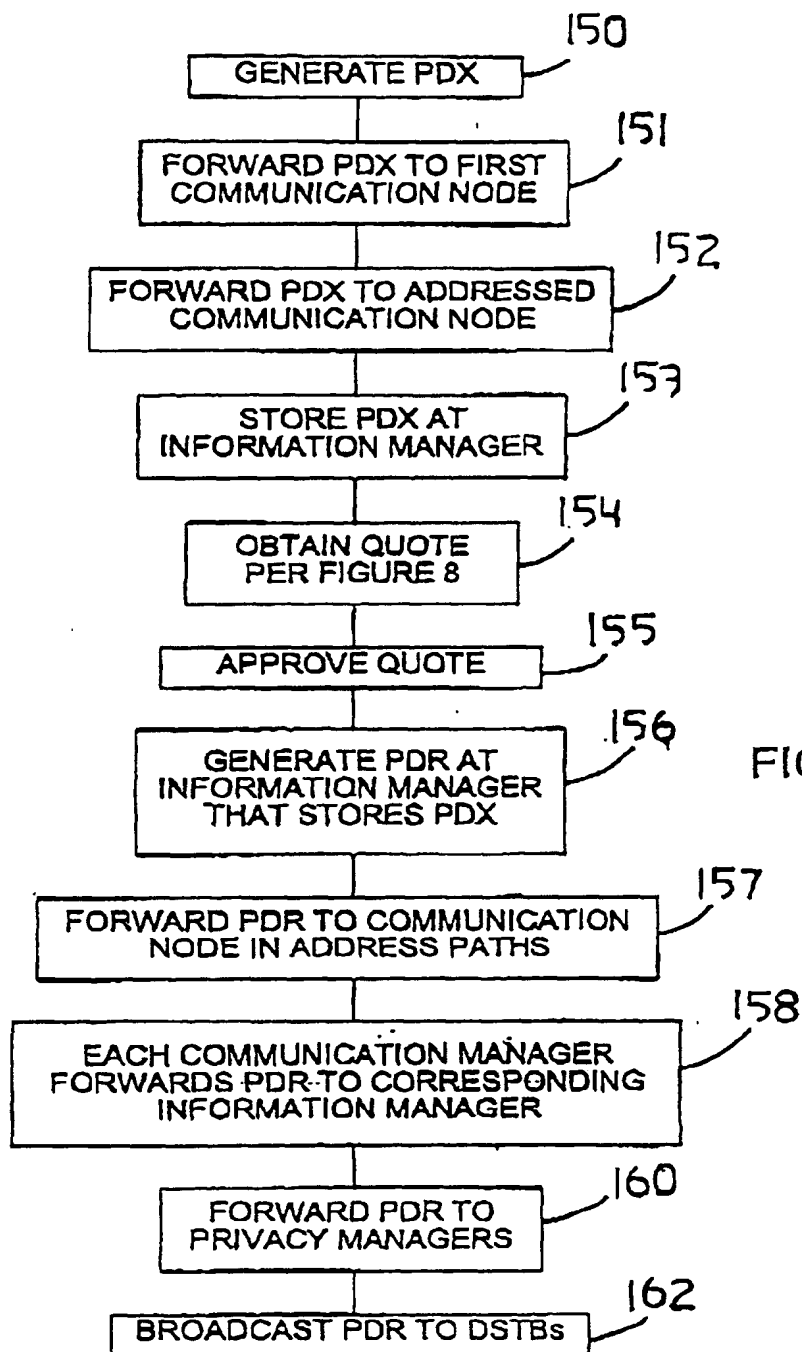 150
GENERATE PDX
151
FORWARD PDX TO FIRST
COMMUNICATION NODE
152
FORWARD PDX TO ADDRESSED
COMMUNICATION NODE
153
STORE PDX AT
INFORMATION MANAGER
154
OBTAIN QUOTE
PER FIGURE 8
155
APPROVE QUOTE
156
GENERATE PDR AT
INFORMATION MANAGER
THAT STORES PDX
157
FORWARD PDR TO COMMUNICATION
NODE IN ADDRESS PATHS
158
EACH COMMUNICATION MANAGER
FORWARDS PDR TO CORRESPONDING
INFORMATION MANAGER
160
FORWARD PDR TO
PRIVACY MANAGERS
162
BROADCAST PDR TO DSTBs